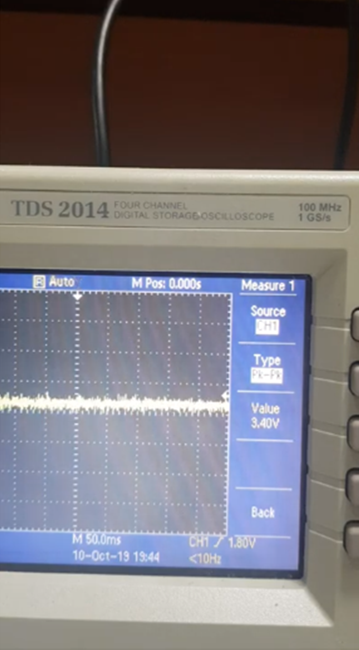 TDS 2014 FOUR CHANNEL
DIGITAL STORAGE OSCILLOSCOPE
100 MHz
1 GS/s
R Auto M Pos: 0.000s Measure 1
Source
CH1
Type
Pk-Pk
Value
3.40V
Back
M 50.0ms CH1 / 1.80V
10-Oct-19 19:44 <10Hz